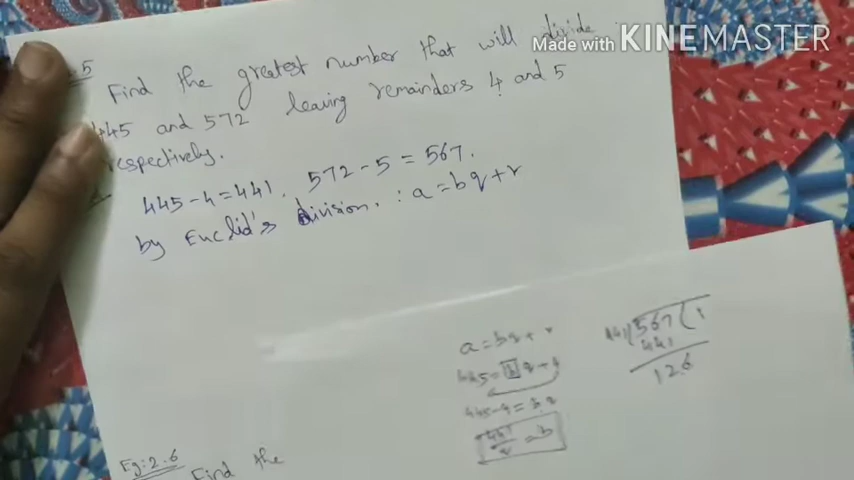 Made with KINEMASTER
5
Find the greatest number that will divide
445 and 572 leaving remainders 4 and 5
respectively.
445 - 4 = 441. 572 - 5 = 567.
by Euclid's division. : a = bq + r
a = bq + r
445 = b q + 4
445 - 4 = bq
441/q = b
441)567(1
441
126
Eg: 2.6 Find the